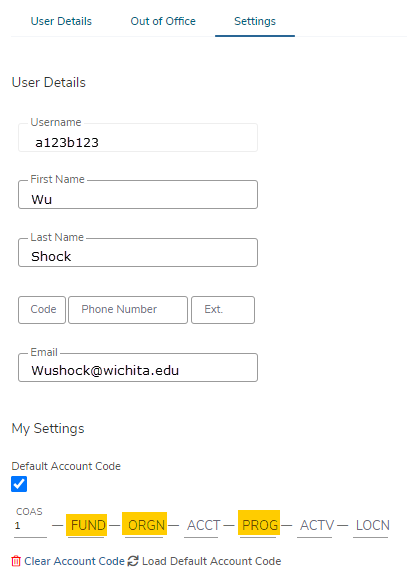 User Details Out of Office Settings
User Details
Username
a123b123
First Name
Wu
Last Name
Shock
Code Phone Number Ext.
Email
Wushock@wichita.edu
My Settings
Default Account Code
COAS
1 — FUND — ORGN — ACCT — PROG — ACTV — LOCN
Clear Account Code Load Default Account Code